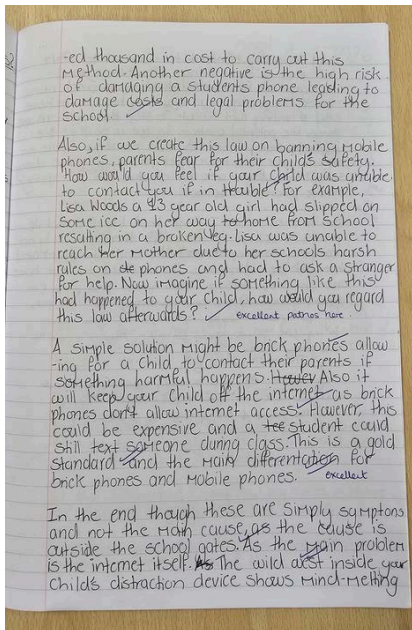 -ed thousand in cost to carry out this
method. Another negative is the high risk
of damaging a students phone leading to
damage costs and legal problems for the
school.
Also, if we create this law on banning mobile
phones, parents fear for their child's safety.
How would you feel if your child was unable
to contact you if in trouble? For example,
Lisa Woods a 13 year old girl had slipped on
some ice on her way to home from school
resulting in a broken leg. Lisa was unable to
reach her mother due to her schools harsh
rules on phones and had to ask a stranger
for help. Now imagine if something like this
had happened to your child, how would you regard
this law afterwards?
excellent pathos here.
A simple solution might be brick phones allow
-ing for a child to contact their parents if
something harmful happens. Howev Also it
will keep your child off the internet as brick
phones don't allow internet access. However, this
could be expensive and a student could
still text someone during class. This is a gold
standard and the main differentation for
brick phones and mobile phones.
excellent
In the end though these are simply symptons
and not the main cause, as the cause is
outside the school gates. As the main problem
is the internet itself. As The wild west inside your
child's distraction device shows mind-melting